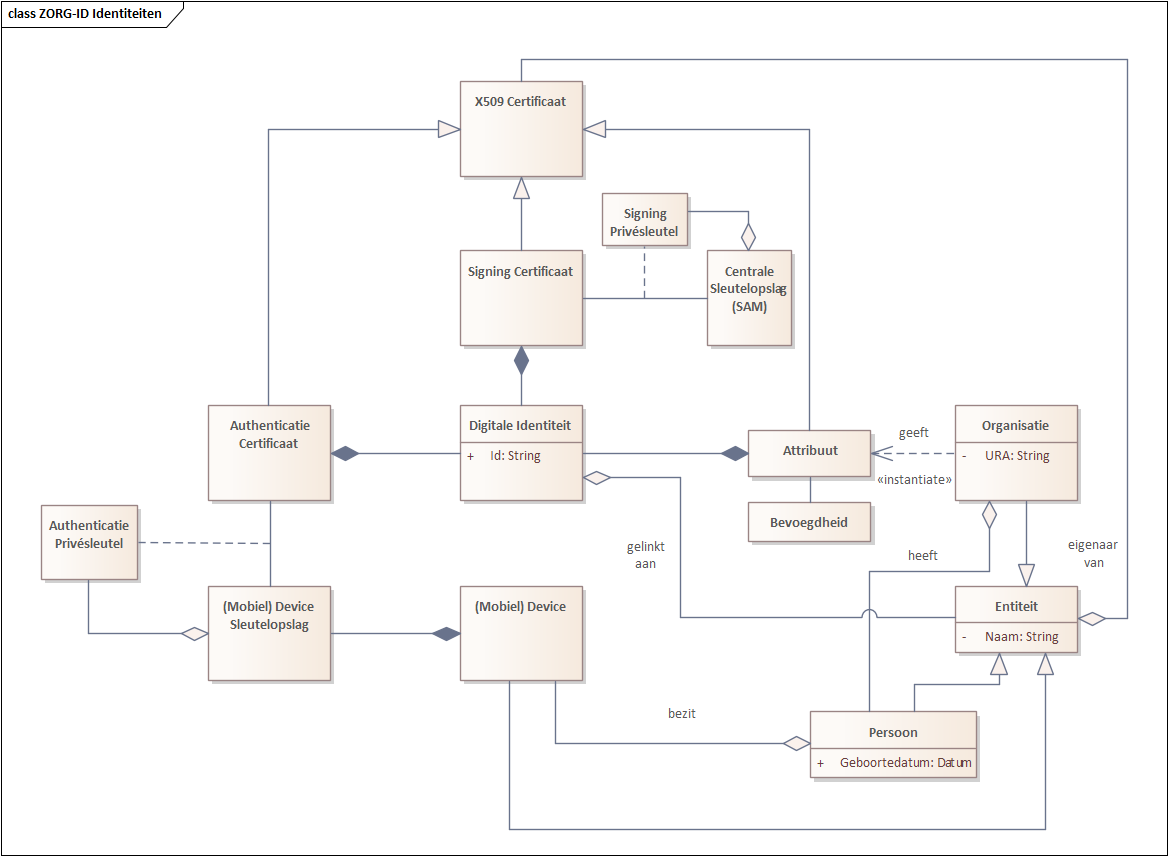 class ZORG-ID Identiteiten
X509 Certificaat
Signing
Privésleutel
Signing Certificaat
Centrale
Sleutelopslag
(SAM)
Authenticatie
Certificaat
Digitale Identiteit
+ Id: String
Attribuut
geeft
«instantiate»
Organisatie
- URA: String
Bevoegdheid
Authenticatie
Privésleutel
gelinkt
aan
heeft
eigenaar
van
(Mobiel) Device
Sleutelopslag
(Mobiel) Device
Entiteit
- Naam: String
bezit
Persoon
+ Geboortedatum: Datum